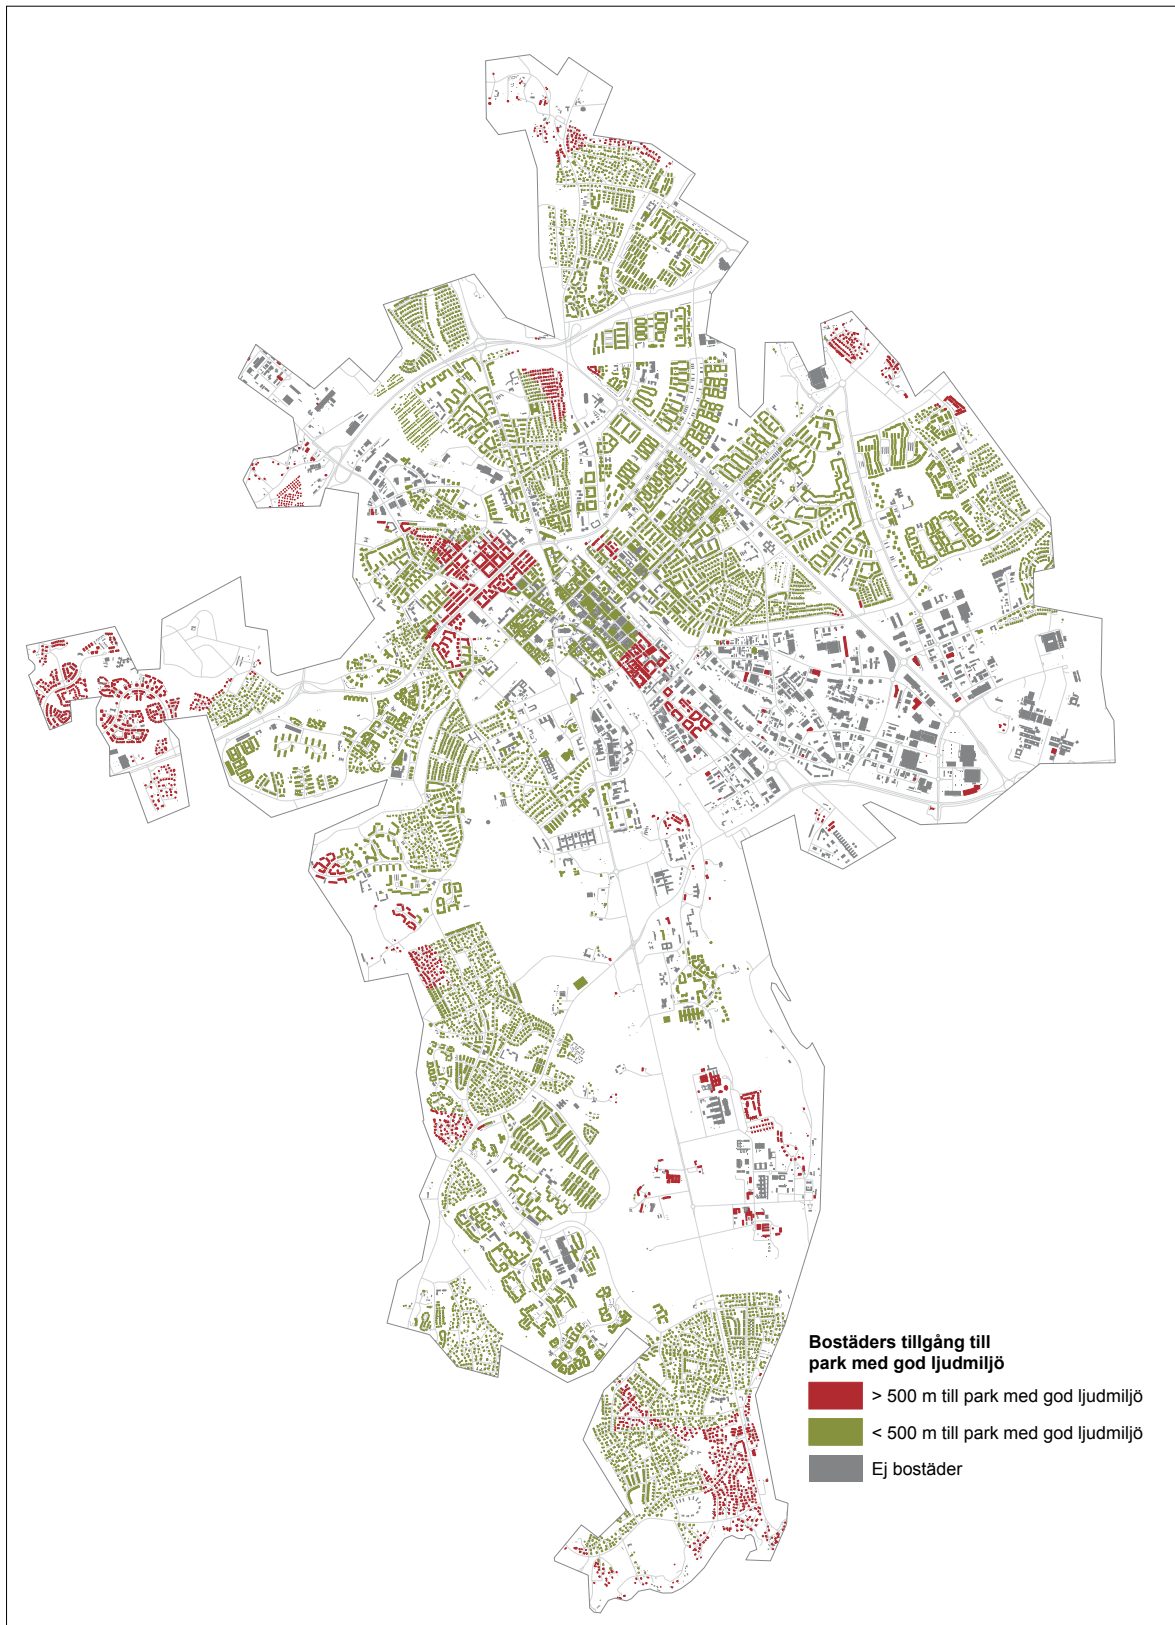 Bostäders tillgång till
park med god ljudmiljö
> 500 m till park med god ljudmiljö
< 500 m till park med god ljudmiljö
Ej bostäder